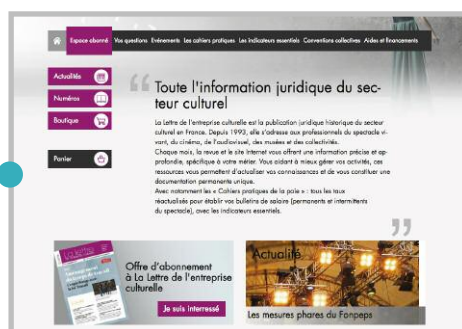 Espace abonné Vos questions Evénements Les cahiers pratiques Les indicateurs essentiels Conventions collectives Aides et financements
Actualités
Numéros
Boutique
Panier
“
Toute l'information juridique du sec-
teur culturel
La Lettre de l'entreprise culturelle est la publication juridique historique du secteur
culturel en France. Depuis 1993, elle s'adresse aux professionnels du spectacle vi-
vant, du cinéma, de l'audiovisuel, des musées et des collectivités.
Chaque mois, la revue et le site Internet vous offrent une information précise et ap-
profondie, spécifique à votre métier. Vous aidant à mieux gérer vos activités, ces
ressources vous permettent d'actualiser vos connaissances et de vous constituer une
documentation permanente unique.
Avec notamment les « Cahiers pratiques de la paie » : tous les taux
réactualisés pour établir vos bulletins de salaire (permanents et intermittents
du spectacle), avec les indicateurs essentiels.
”
Offre d'abonnement
à La Lettre de l'entreprise
culturelle
Je suis interressé
Actualité
Les mesures phares du Fonpeps